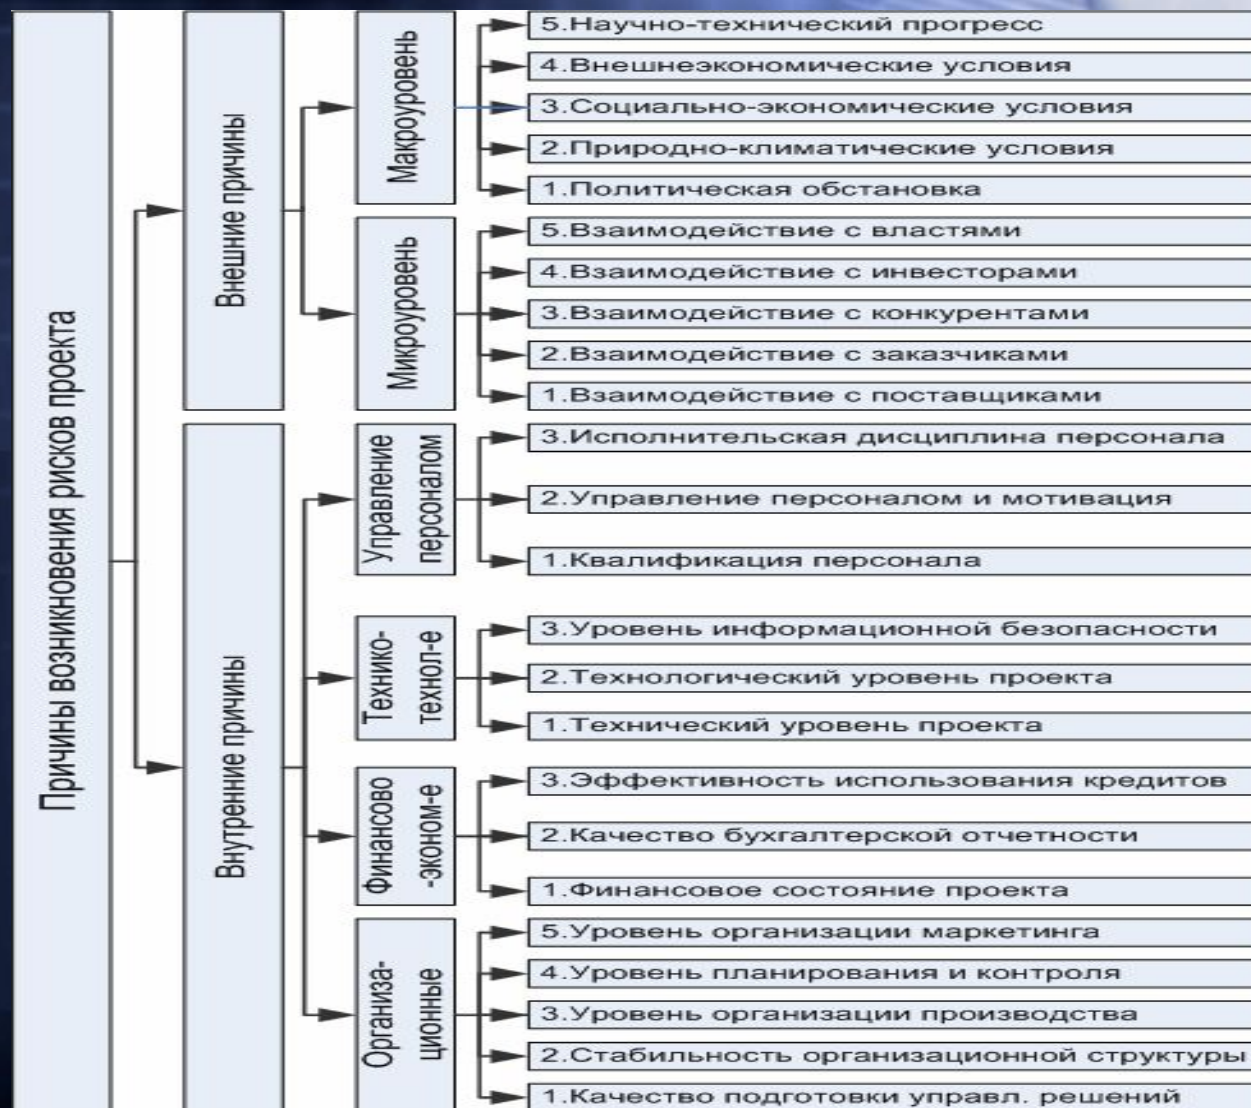 Причины возникновения рисков проекта
Внешние причины
Макроуровень
5.Научно-технический прогресс
4.Внешнеэкономические условия
3.Социально-экономические условия
2.Природно-климатические условия
1.Политическая обстановка
Микроуровень
5.Взаимодействие с властями
4.Взаимодействие с инвесторами
3.Взаимодействие с конкурентами
2.Взаимодействие с заказчиками
1.Взаимодействие с поставщиками
Внутренние причины
Управление
персоналом
3.Исполнительская дисциплина персонала
2.Управление персоналом и мотивация
1.Квалификация персонала
Технико-
технол-е
3.Уровень информационной безопасности
2.Технологический уровень проекта
1.Технический уровень проекта
Финансово
-эконом-е
3.Эффективность использования кредитов
2.Качество бухгалтерской отчетности
1.Финансовое состояние проекта
Организа-
ционные
5.Уровень организации маркетинга
4.Уровень планирования и контроля
3.Уровень организации производства
2.Стабильность организационной структуры
1.Качество подготовки управл. решений